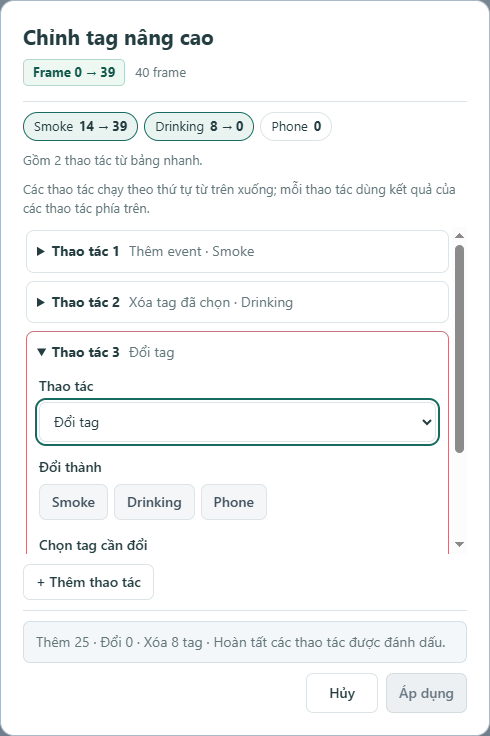 Chỉnh tag nâng cao
Frame 0 → 39 40 frame
Smoke 14 → 39 Drinking 8 → 0 Phone 0
Gồm 2 thao tác từ bảng nhanh.
Các thao tác chạy theo thứ tự từ trên xuống; mỗi thao tác dùng kết quả của
các thao tác phía trên.
Thao tác 1 Thêm event · Smoke
Thao tác 2 Xóa tag đã chọn · Drinking
Thao tác 3 Đổi tag
Thao tác
Đổi tag
Đổi thành
Smoke Drinking Phone
Chọn tag cần đổi
+ Thêm thao tác
Thêm 25 · Đổi 0 · Xóa 8 tag · Hoàn tất các thao tác được đánh dấu.
Hủy Áp dụng